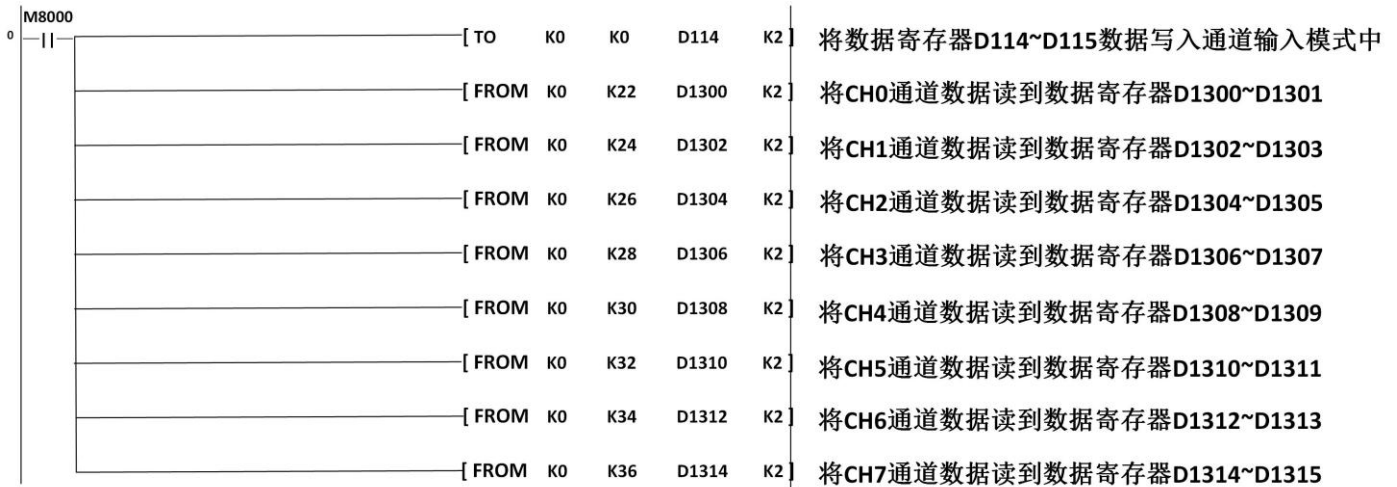 M8000
0 [ TO K0 K0 D114 K2 ] 将数据寄存器D114~D115数据写入通道输入模式中
[ FROM K0 K22 D1300 K2 ] 将CH0通道数据读到数据寄存器D1300~D1301
[ FROM K0 K24 D1302 K2 ] 将CH1通道数据读到数据寄存器D1302~D1303
[ FROM K0 K26 D1304 K2 ] 将CH2通道数据读到数据寄存器D1304~D1305
[ FROM K0 K28 D1306 K2 ] 将CH3通道数据读到数据寄存器D1306~D1307
[ FROM K0 K30 D1308 K2 ] 将CH4通道数据读到数据寄存器D1308~D1309
[ FROM K0 K32 D1310 K2 ] 将CH5通道数据读到数据寄存器D1310~D1311
[ FROM K0 K34 D1312 K2 ] 将CH6通道数据读到数据寄存器D1312~D1313
[ FROM K0 K36 D1314 K2 ] 将CH7通道数据读到数据寄存器D1314~D1315